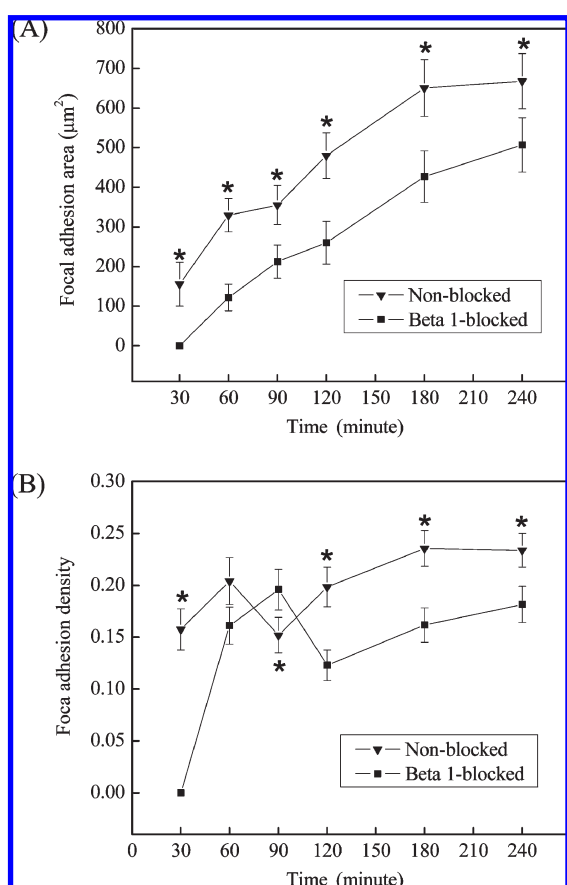 (A)
800
700
600
500
400
300
200
100
0
Focal adhesion area (μm²)
*
*
*
*
*
*
Non-blocked
Beta 1-blocked
30 60 90 120 150 180 210 240
Time (minute)
(B)
0.30
0.25
0.20
0.15
0.10
0.05
0.00
Foca adhesion density
*
*
*
*
*
Non-blocked
Beta 1-blocked
0 30 60 90 120 150 180 210 240
Time (minute)